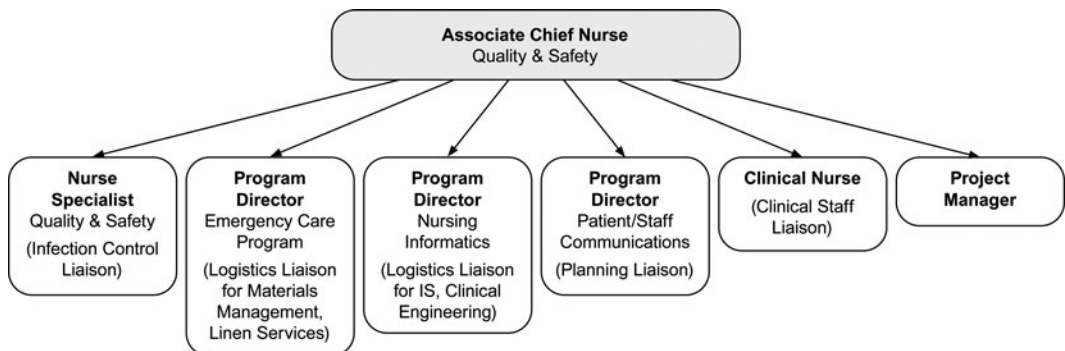 Associate Chief Nurse
Quality & Safety
Nurse
Specialist
Quality & Safety
(Infection Control
Liaison)
Program
Director
Emergency Care
Program
(Logistics Liaison
for Materials
Management,
Linen Services)
Program
Director
Nursing
Informatics
(Logistics Liaison
for IS, Clinical
Engineering)
Program
Director
Patient/Staff
Communications
(Planning Liaison)
Clinical Nurse
(Clinical Staff
Liaison)
Project
Manager